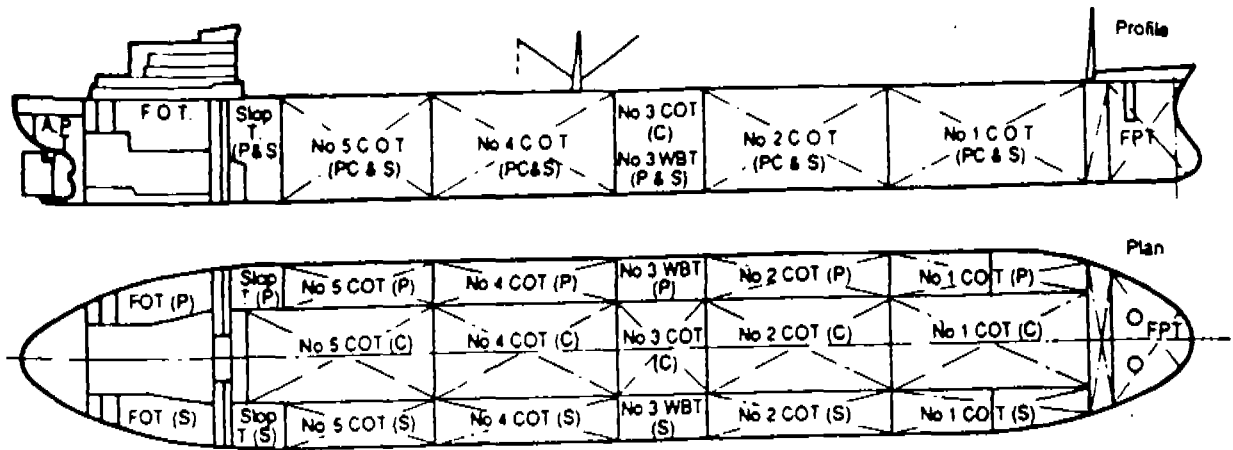 Profile
A. P
F O T.
Slop
T.
(P&S)
No 5 C O T
(PC & S)
No 4 C O T
(PC&S)
No 3 COT
(C)
No 3 WBT
(P & S)
No 2 C O T
(PC & S)
No 1 C O T
(PC & S)
FPT
Plan
FOT (P)
Slop
T (P)
No 5 COT (P)
No 4 COT (P)
No 3 WBT
(P)
No 2 COT (P)
No 1 COT (P)
No 5 COT (C)
No 4 COT (C)
No 3 COT
(C)
No 2 COT (C)
No 1 COT (C)
FPT
FOT (S)
Slop
T (S)
No 5 COT (S)
No 4 COT (S)
No 3 WBT
(S)
No 2 COT (S)
No 1 COT (S)